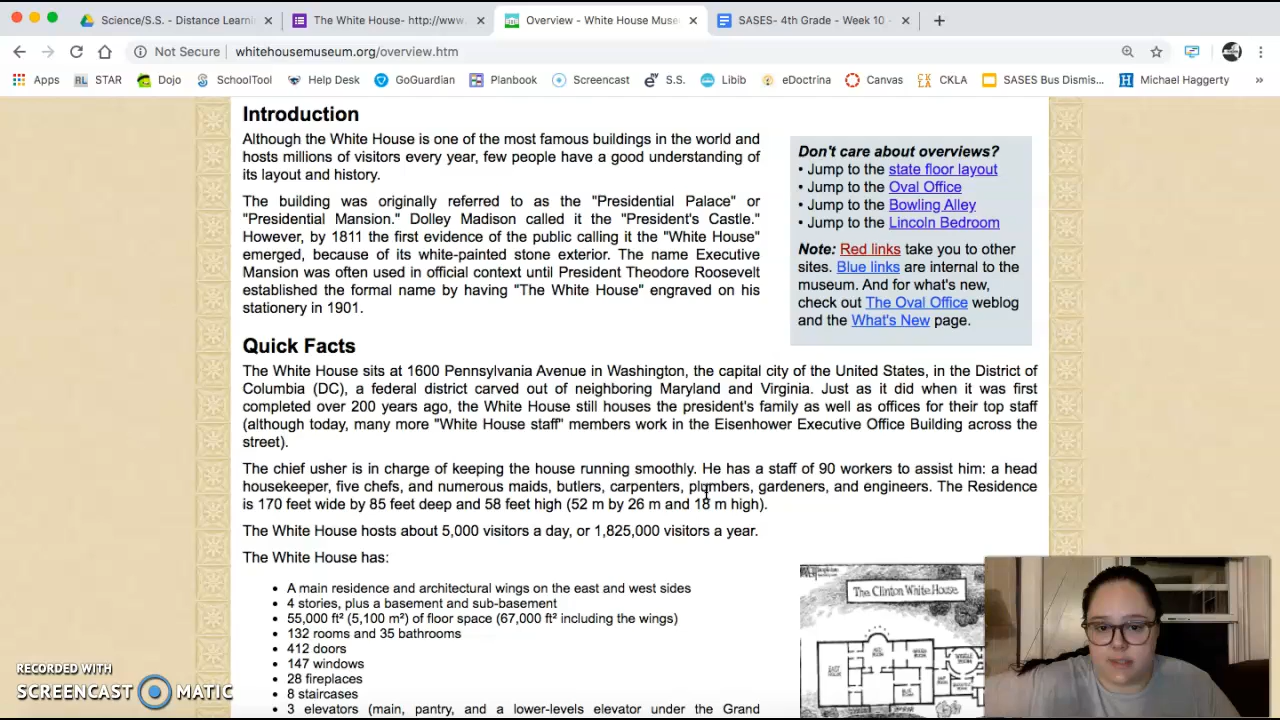 Science/S.S. - Distance Learni
The White House- http://www.
Overview - White House Muse
SASES- 4th Grade - Week 10 -
Not Secure
whitehousemuseum.org/overview.htm
Apps
RL STAR
Dojo
SchoolTool
Help Desk
GoGuardian
Planbook
Screencast
S.S.
Libib
eDoctrina
Canvas
CKLA
SASES Bus Dismis...
Michael Haggerty
»
Introduction
Although the White House is one of the most famous buildings in the world and
hosts millions of visitors every year, few people have a good understanding of
its layout and history.
The building was originally referred to as the "Presidential Palace" or
"Presidential Mansion." Dolley Madison called it the "President's Castle."
However, by 1811 the first evidence of the public calling it the "White House"
emerged, because of its white-painted stone exterior. The name Executive
Mansion was often used in official context until President Theodore Roosevelt
established the formal name by having "The White House" engraved on his
stationery in 1901.
Don't care about overviews?
• Jump to the state floor layout
• Jump to the Oval Office
• Jump to the Bowling Alley
• Jump to the Lincoln Bedroom
Note: Red links take you to other
sites. Blue links are internal to the
museum. And for what's new,
check out The Oval Office weblog
and the What's New page.
Quick Facts
The White House sits at 1600 Pennsylvania Avenue in Washington, the capital city of the United States, in the District of
Columbia (DC), a federal district carved out of neighboring Maryland and Virginia. Just as it did when it was first
completed over 200 years ago, the White House still houses the president's family as well as offices for their top staff
(although today, many more "White House staff" members work in the Eisenhower Executive Office Building across the
street).
The chief usher is in charge of keeping the house running smoothly. He has a staff of 90 workers to assist him: a head
housekeeper, five chefs, and numerous maids, butlers, carpenters, plumbers, gardeners, and engineers. The Residence
is 170 feet wide by 85 feet deep and 58 feet high (52 m by 26 m and 18 m high).
The White House hosts about 5,000 visitors a day, or 1,825,000 visitors a year.
The White House has:
• A main residence and architectural wings on the east and west sides
• 4 stories, plus a basement and sub-basement
• 55,000 ft² (5,100 m²) of floor space (67,000 ft² including the wings)
• 132 rooms and 35 bathrooms
• 412 doors
• 147 windows
• 28 fireplaces
• 8 staircases
• 3 elevators (main, pantry, and a lower-levels elevator under the Grand
The Clinton White House
RECORDED WITH
SCREENCAST MATIC